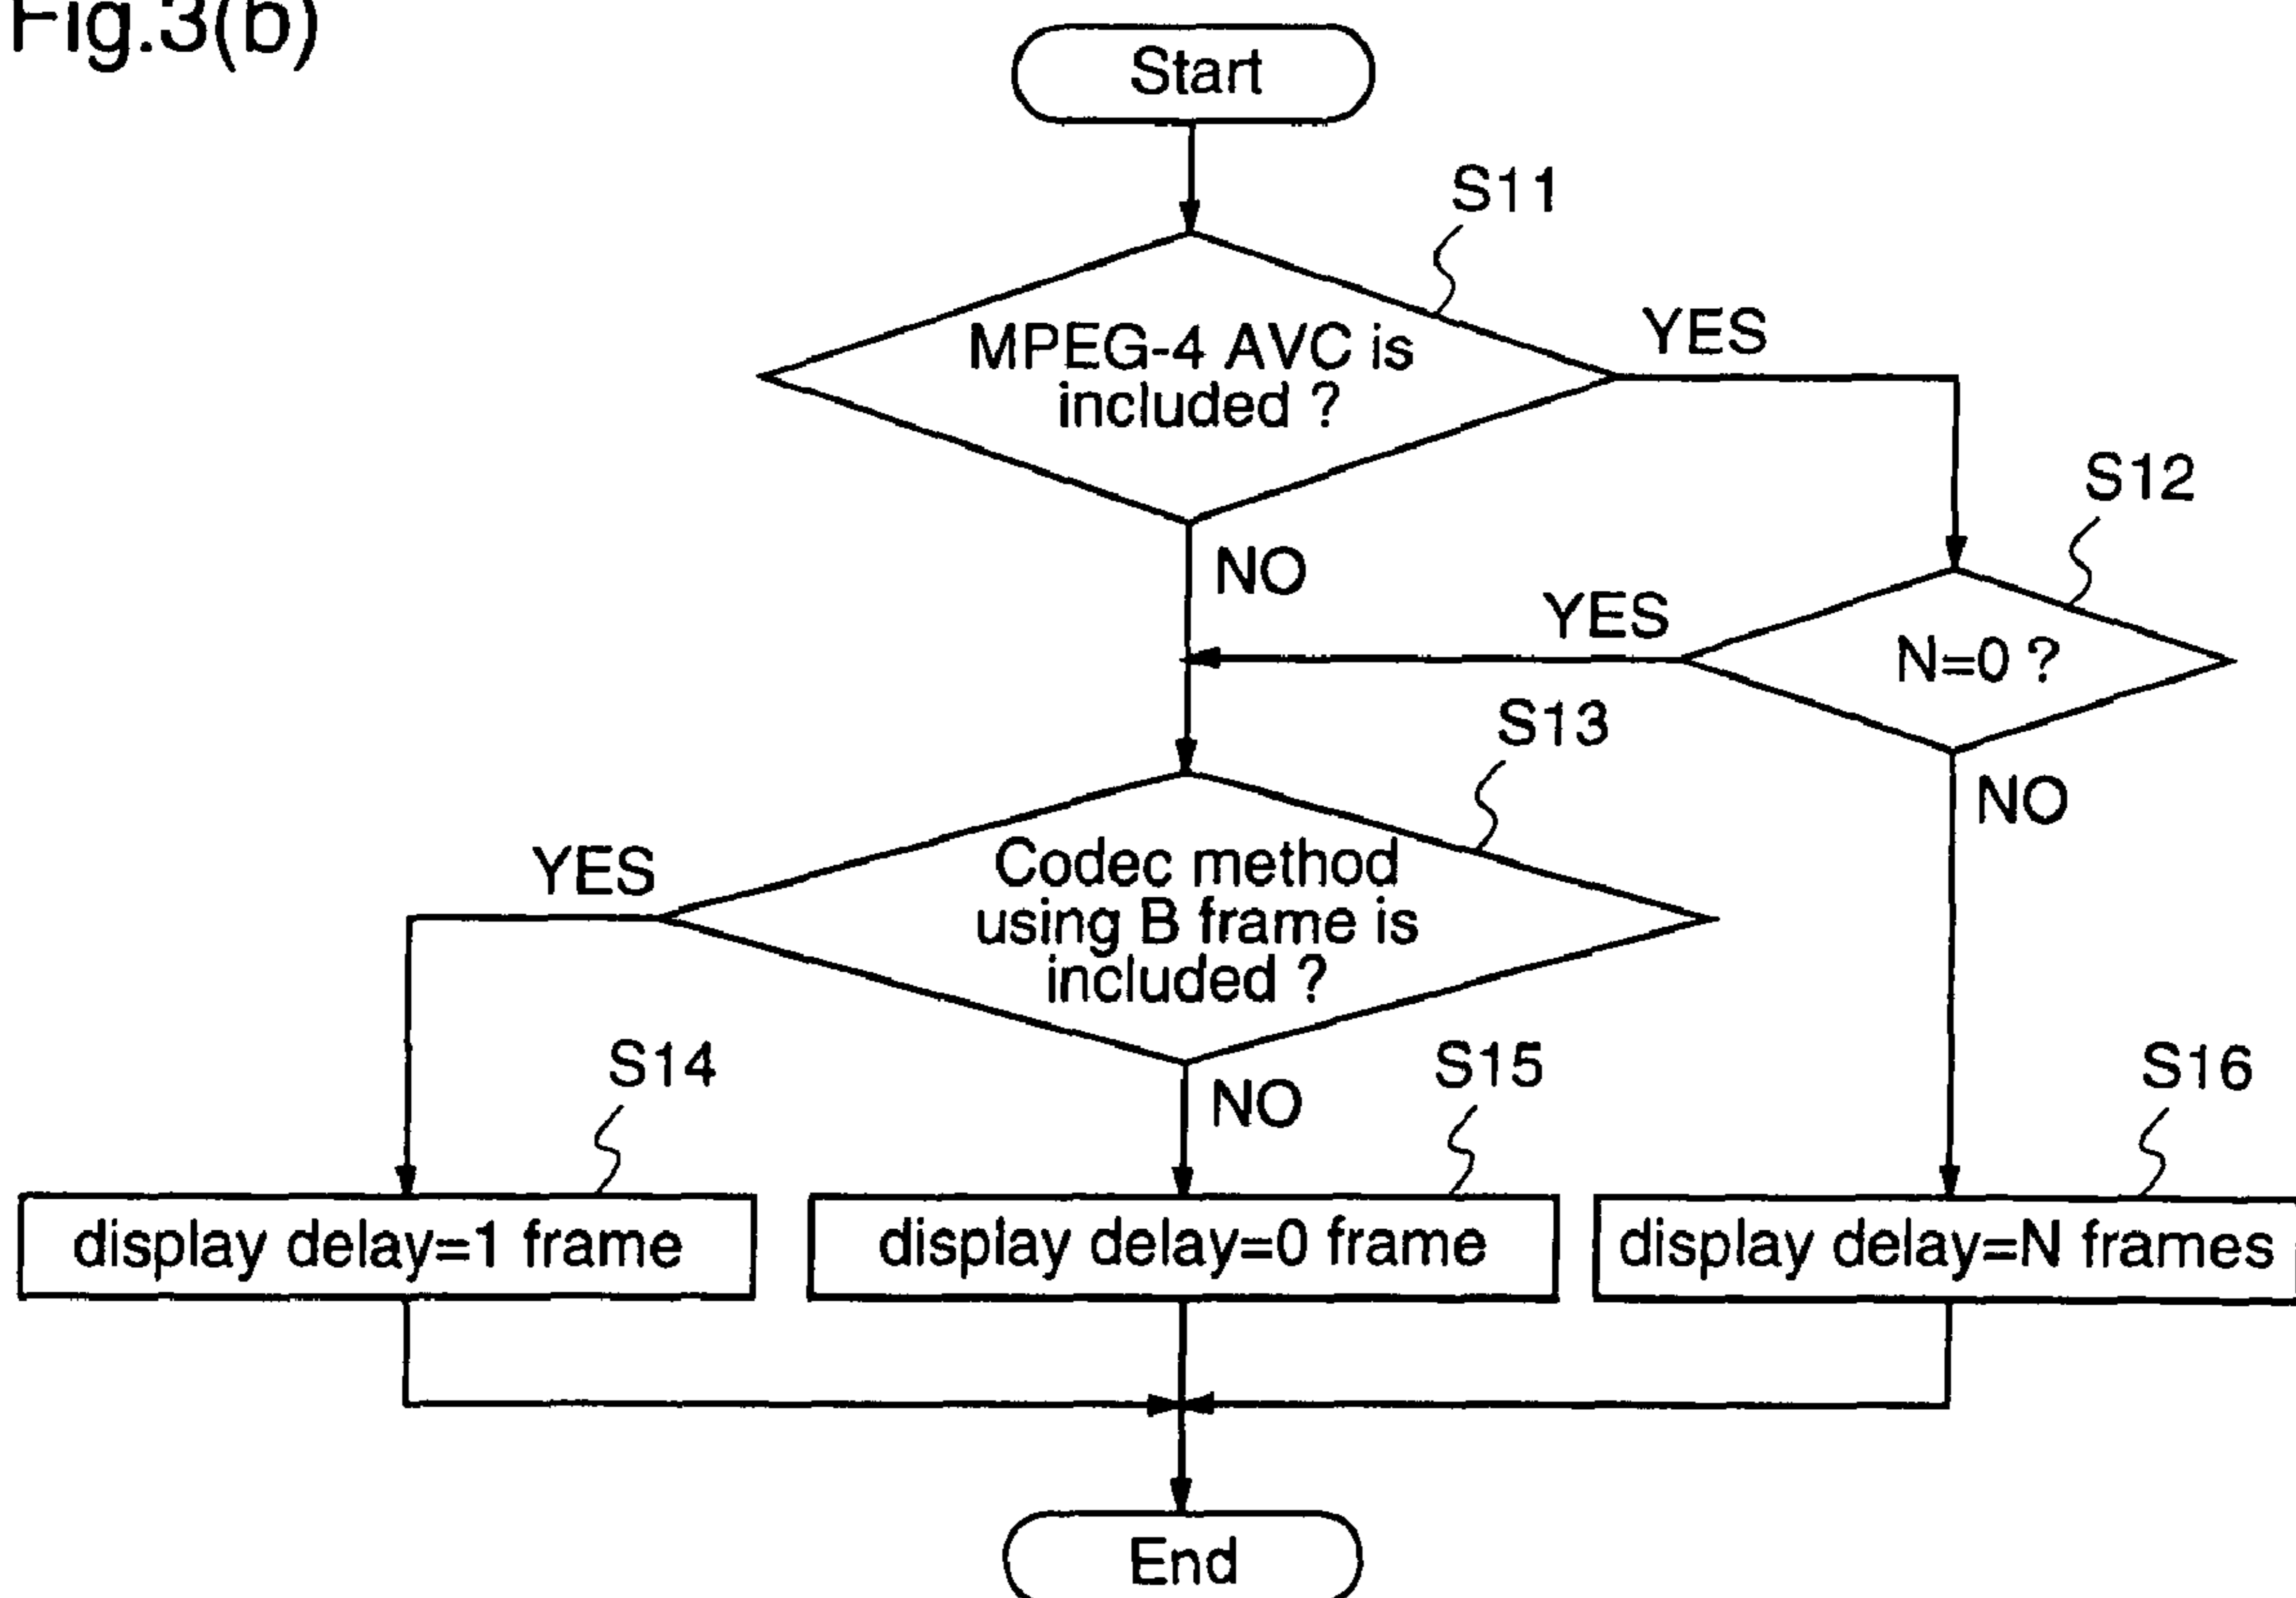 Fig.3(b)
Start
S11
MPEG-4 AVC is
included ?
YES
NO
S12
YES
N=0 ?
NO
S13
Codec method
using B frame is
included ?
YES
NO
S14
S15
S16
display delay=1 frame
display delay=0 frame
display delay=N frames
End